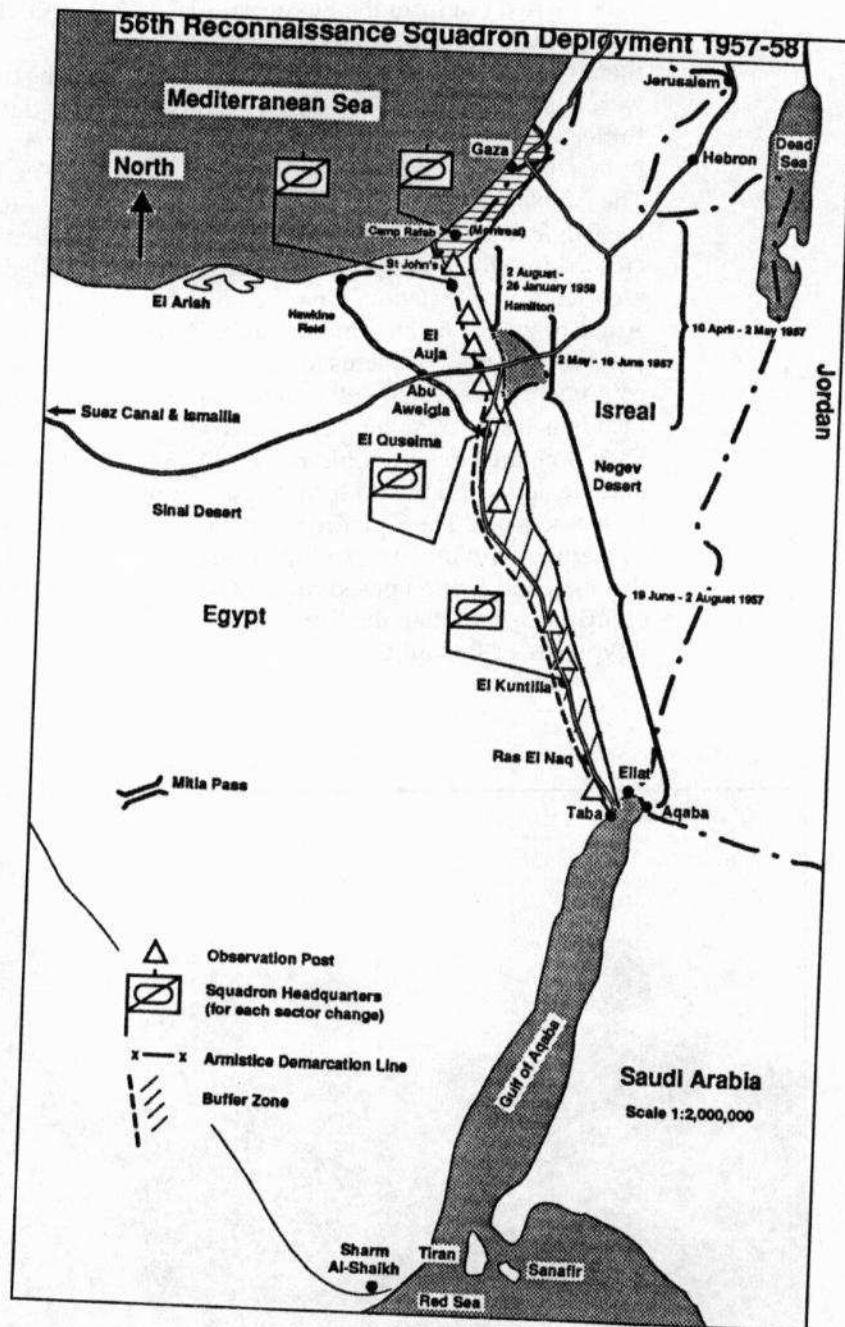 56th Reconnaissance Squadron Deployment 1957-58
Mediterranean Sea
North
Jerusalem
Dead
Sea
Gaza
Hebron
Camp Rafah
(Montreal)
St John's
2 August -
26 January 1958
Hamilton
El Arish
Hawkine
Field
El
Auja
2 May - 16 June 1957
16 April - 2 May 1957
Jordan
Abu
Aweigla
Isreal
Suez Canal & Ismailia
El Quseima
Negev
Desert
Sinai Desert
19 June - 2 August 1957
Egypt
El Kuntilla
Ras El Naq
Eilat
Mitla Pass
Taba
Aqaba
Observation Post
Squadron Headquarters
(for each sector change)
x — x Armistice Demarcation Line
Buffer Zone
Gulf of Aqaba
Saudi Arabia
Scale 1:2,000,000
Sharm
Al-Shaikh
Tiran
Sanafir
Red Sea